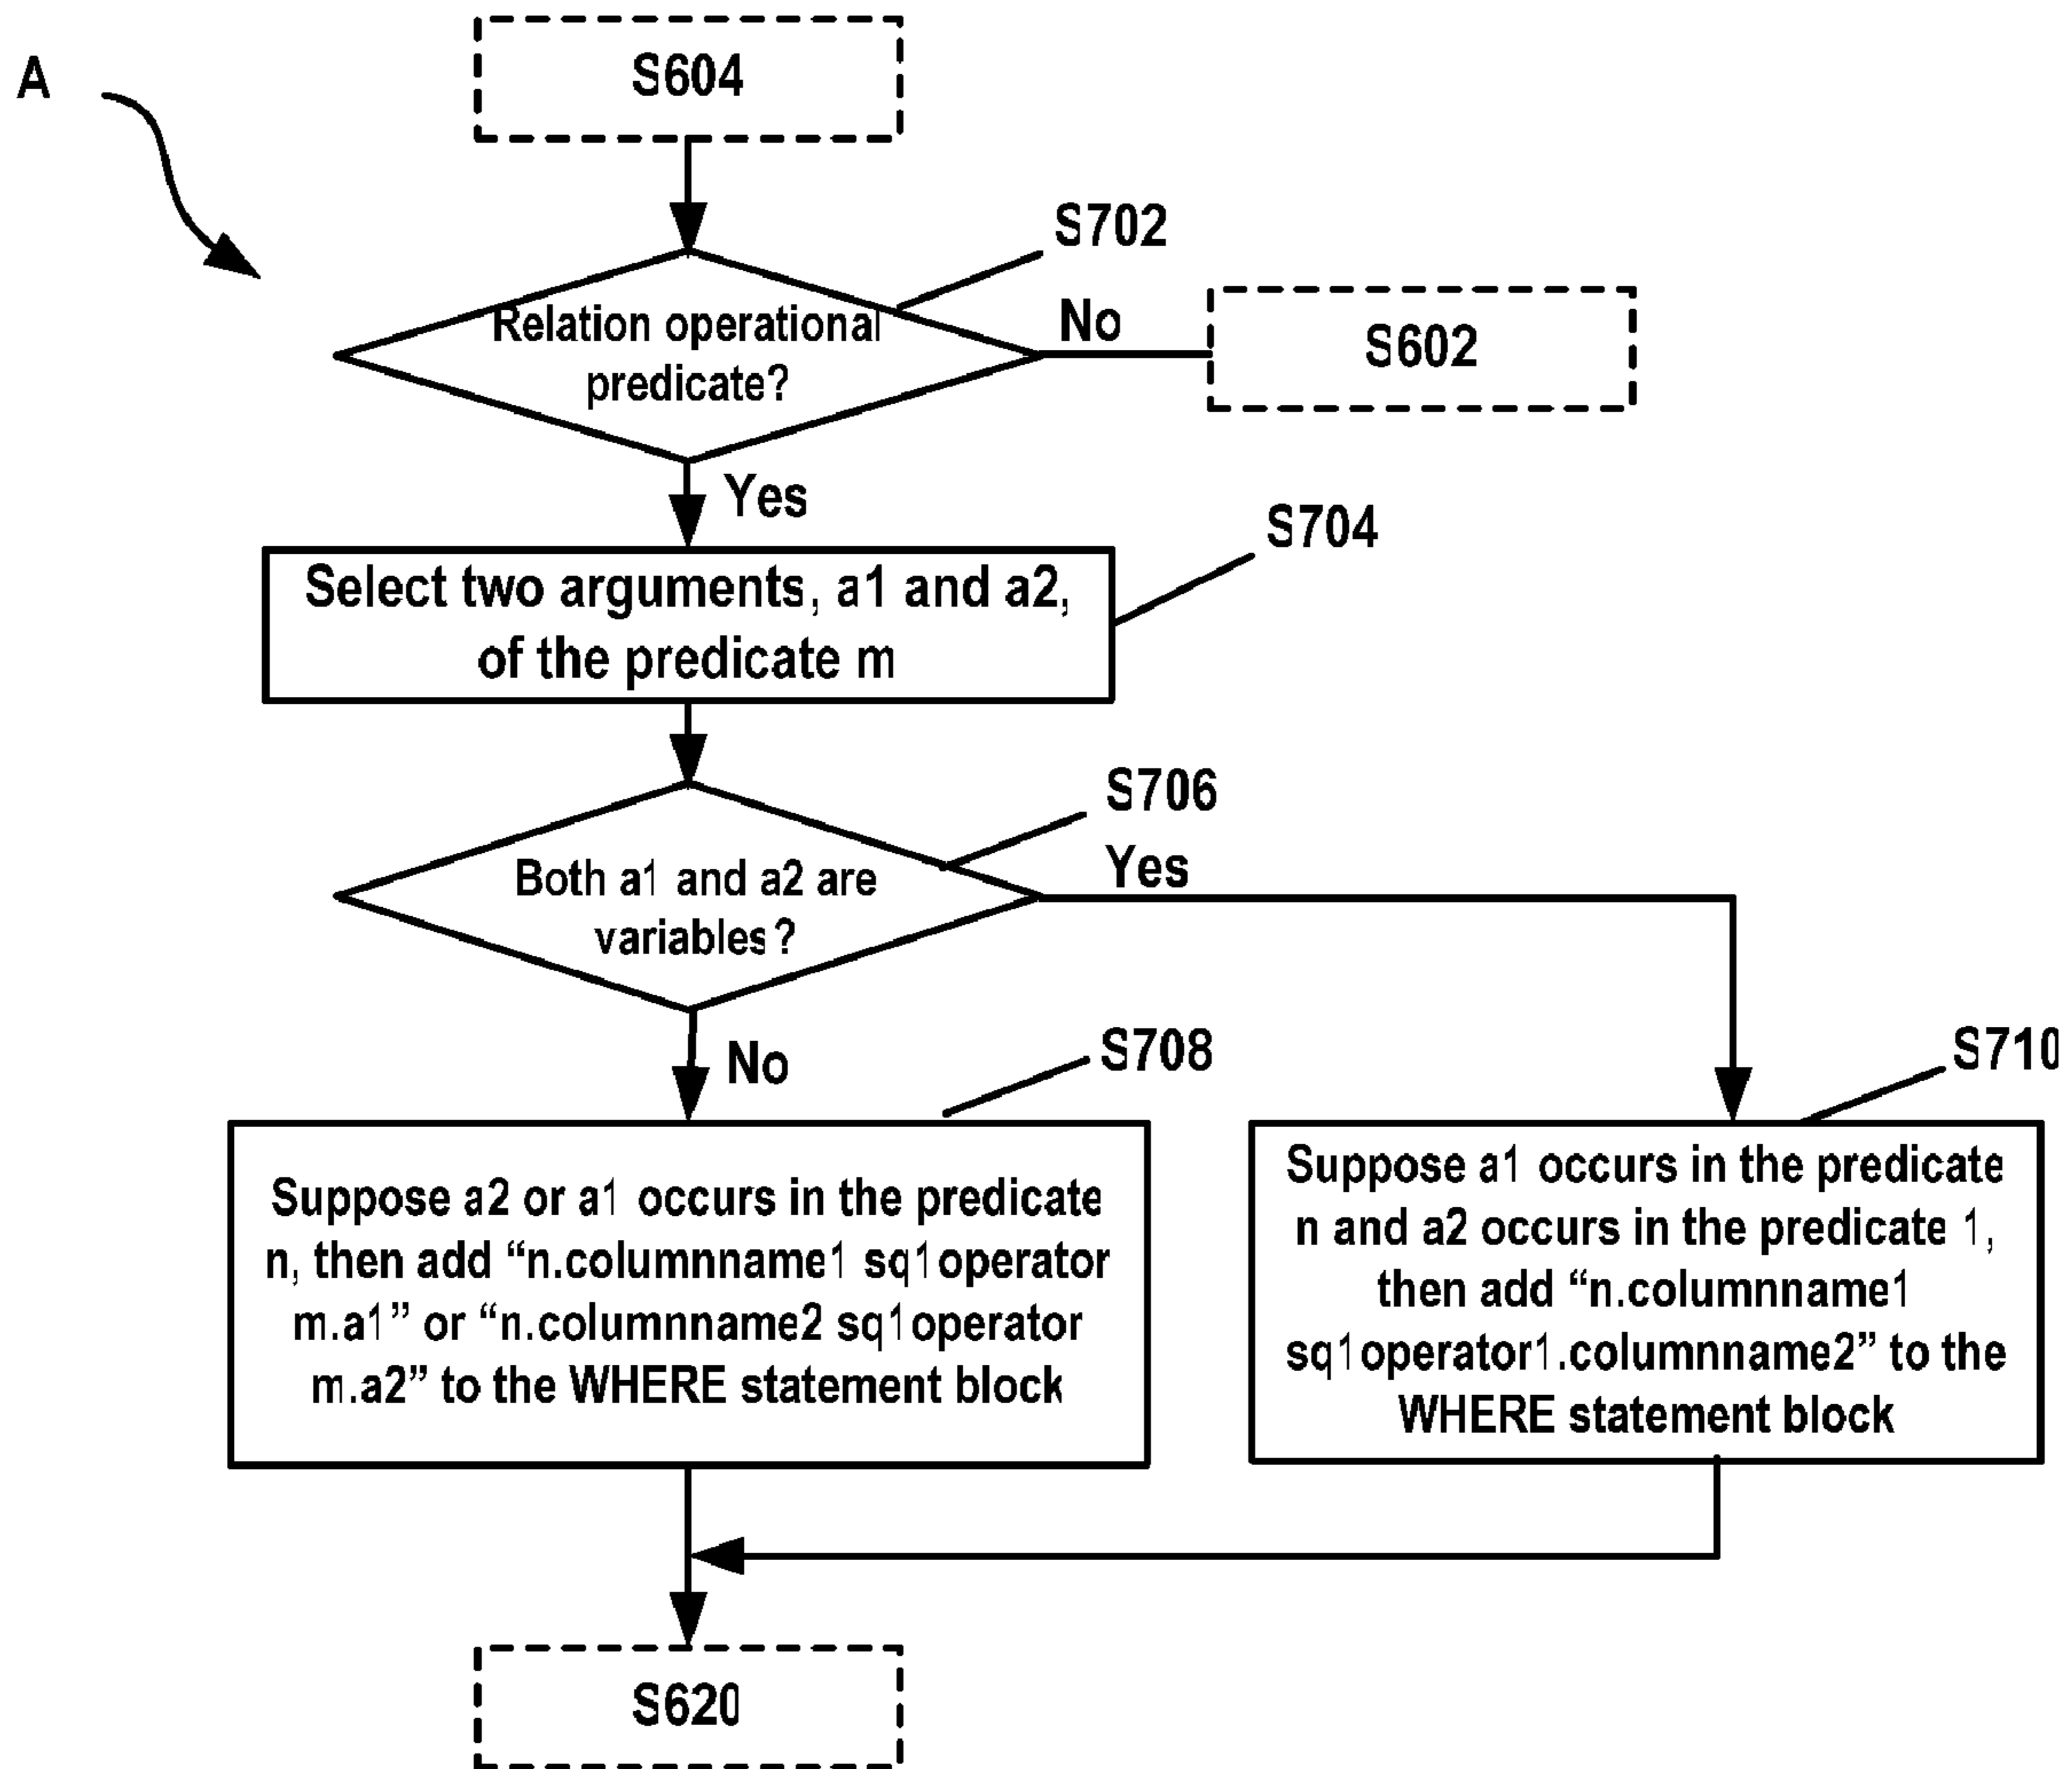 S604
A
S702
Relation operational
predicate?
No
S602
Yes
S704
Select two arguments, a1 and a2,
of the predicate m
S706
Both a1 and a2 are
variables?
Yes
No
S708
S710
Suppose a2 or a1 occurs in the predicate
n, then add “n.columnname1 sq1operator
m.a1” or “n.columnname2 sq1operator
m.a2” to the WHERE statement block
Suppose a1 occurs in the predicate
n and a2 occurs in the predicate 1,
then add “n.columnname1
sq1operator1.columnname2” to the
WHERE statement block
S620